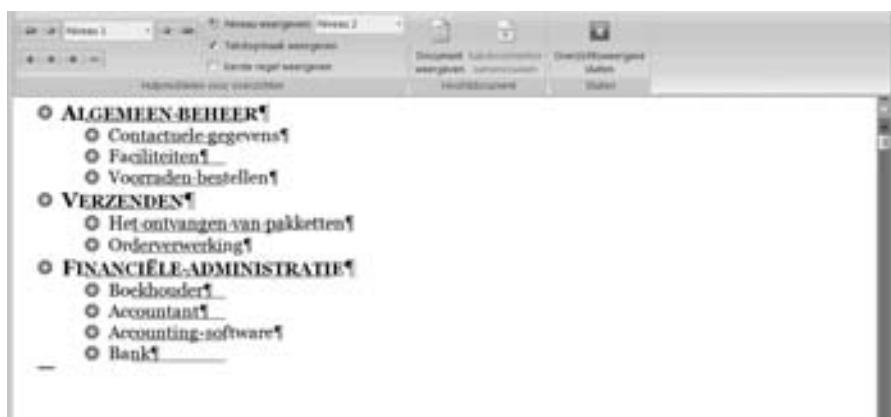 Niveau 1
Niveau weergeven: Niveau 2
Tekstopmaak weergeven
Eerste regel weergeven
Document weergeven
Subdocumenten samenvouwen
Overzichtsweergave sluiten
Hulpmiddelen voor overzichten
Hoofddocument
Sluiten
ALGEMEEN·BEHEER¶
Contactuele·gegevens¶
Faciliteiten¶
Voorraden·bestellen¶
VERZENDEN¶
Het·ontvangen·van·pakketten¶
Orderverwerking¶
FINANCIËLE·ADMINISTRATIE¶
Boekhouder¶
Accountant¶
Accounting·software¶
Bank¶